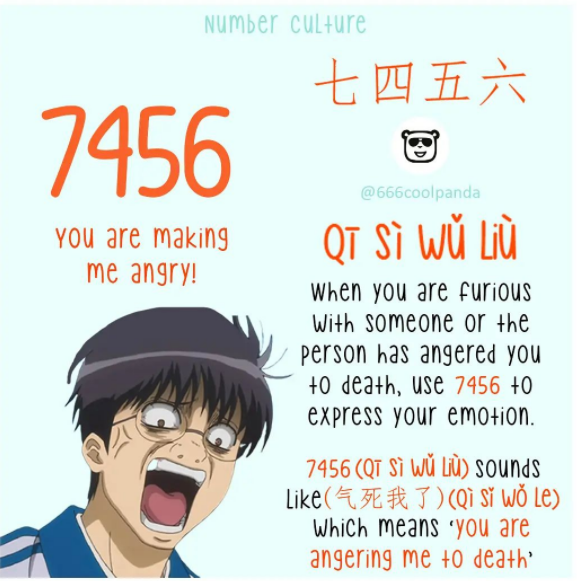 Number culture
7456
you are making
me angry!
七四五六
@666coolpanda
Qī Sì Wǔ Liù
When you are furious
with someone or the
person has angered you
to death, use 7456 to
express your emotion.
7456(Qī Sì Wǔ Liù) sounds
like(气死我了)(Qì Sǐ Wǒ Le)
which means ‘you are
angering me to death’